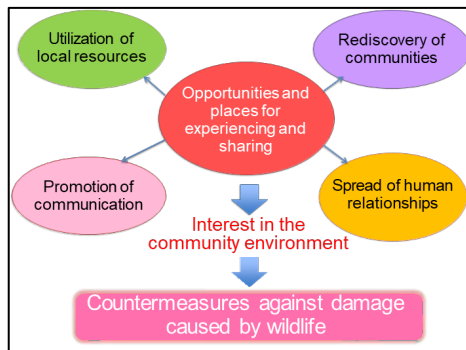 Utilization of
local resources
Rediscovery of
communities
Opportunities and
places for
experiencing and
sharing
Promotion of
communication
Spread of human
relationships
Interest in the
community environment
Countermeasures against damage
caused by wildlife